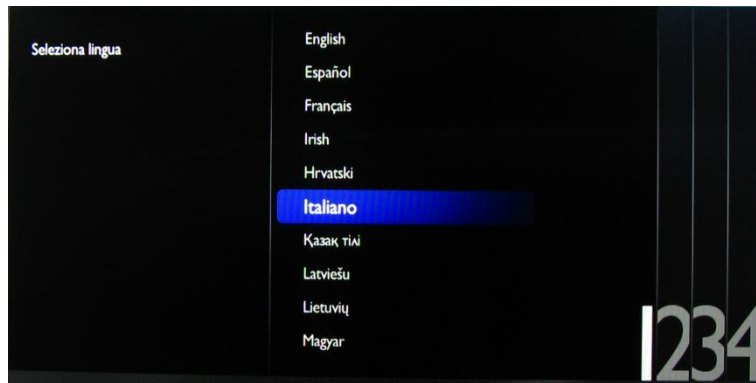 Seleziona lingua
English
Español
Français
Irish
Hrvatski
Italiano
Қазақ тілі
Latviešu
Lietuvių
Magyar
1234